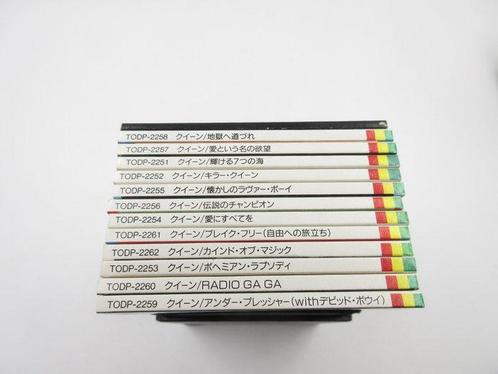 TODP-2258 クイーン/地獄へ道づれ
TODP-2257 クイーン/愛という名の欲望
TODP-2251 クイーン/輝ける7つの海
TODP-2252 クイーン/キラー・クイーン
TODP-2255 クイーン/懐かしのラヴァー・ボーイ
TODP-2256 クイーン/伝説のチャンピオン
TODP-2254 クイーン/愛にすべてを
TODP-2261 クイーン/ブレイク・フリー(自由への旅立ち)
TODP-2262 クイーン/カインド・オブ・マジック
TODP-2253 クイーン/ボヘミアン・ラプソディ
TODP-2260 クイーン/RADIO GA GA
TODP-2259 クイーン/アンダー・プレッシャー(withデビッド・ボウイ)